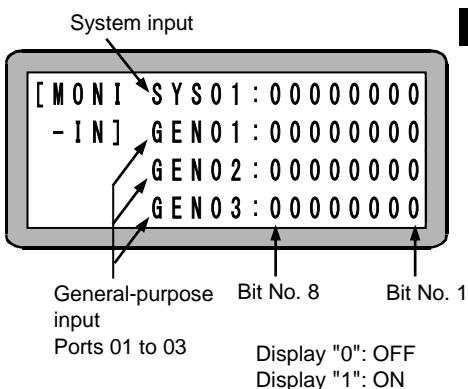 System input
[MONI SYS01:00000000
-IN] GEN01:00000000
GEN02:00000000
GEN03:00000000
General-purpose
input
Ports 01 to 03
Bit No. 8
Bit No. 1
Display "0": OFF
Display "1": ON